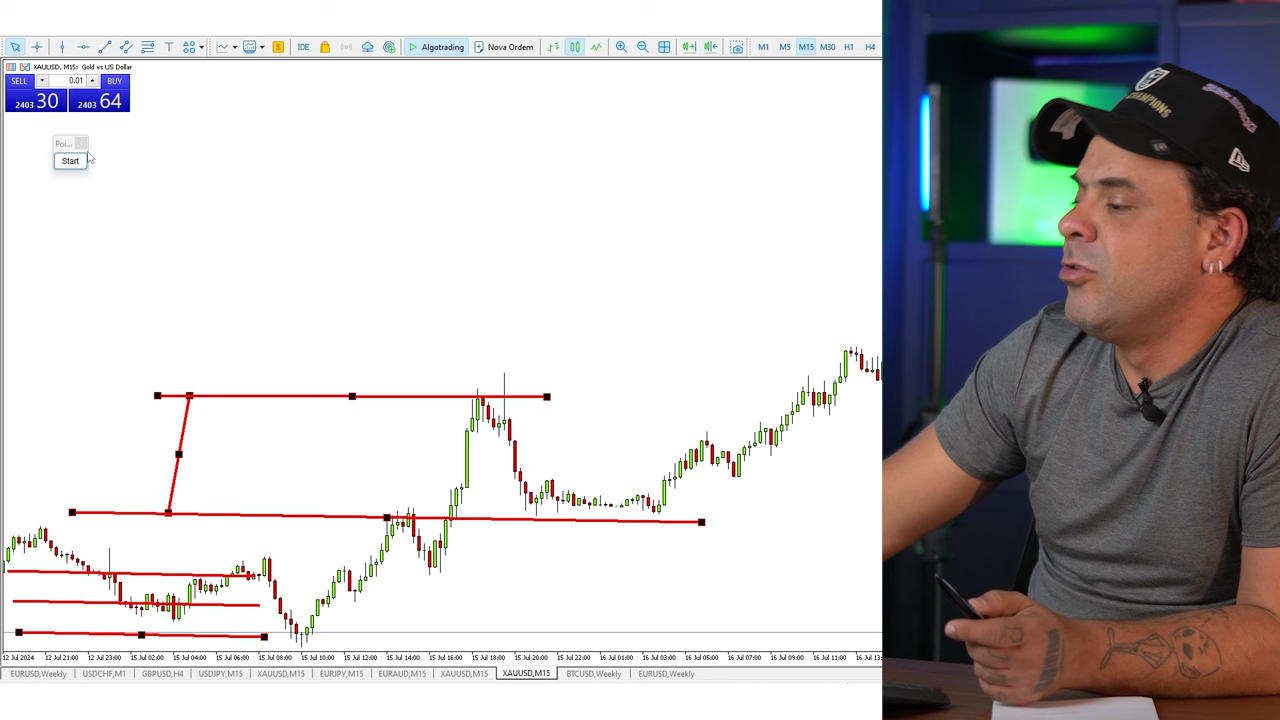 IDE Algotrading Nova Ordem M1 M5 M15 M30 H1 H4
XAUUSD, M15: Gold vs US Dollar
SELL 0.01 BUY
2403 30 2403 64
Poi...
Start
12 Jul 2024 12 Jul 21:00 12 Jul 23:00 15 Jul 02:00 15 Jul 04:00 15 Jul 06:00 15 Jul 08:00 15 Jul 10:00 15 Jul 12:00 15 Jul 14:00 15 Jul 16:00 15 Jul 18:00 15 Jul 20:00 15 Jul 22:00 16 Jul 01:00 16 Jul 03:00 16 Jul 05:00 16 Jul 07:00 16 Jul 09:00 16 Jul 11:00 16 Jul 13:
EURUSD,Weekly USDCHF,M1 GBPUSD,H4 USDJPY,M15 XAUUSD,M15 EURJPY,M15 EURAUD,M15 XAUUSD,M15 XAUUSD,M15 BTCUSD,Weekly EURUSD,Weekly